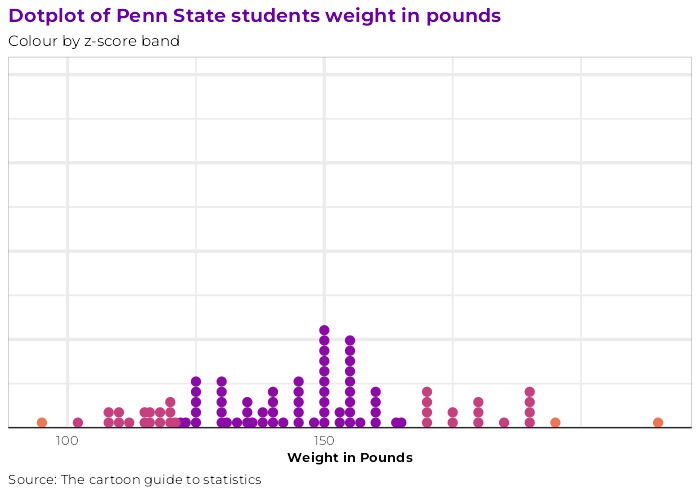 Dotplot of Penn State students weight in pounds
Colour by z-score band
100 150
Weight in Pounds
Source: The cartoon guide to statistics